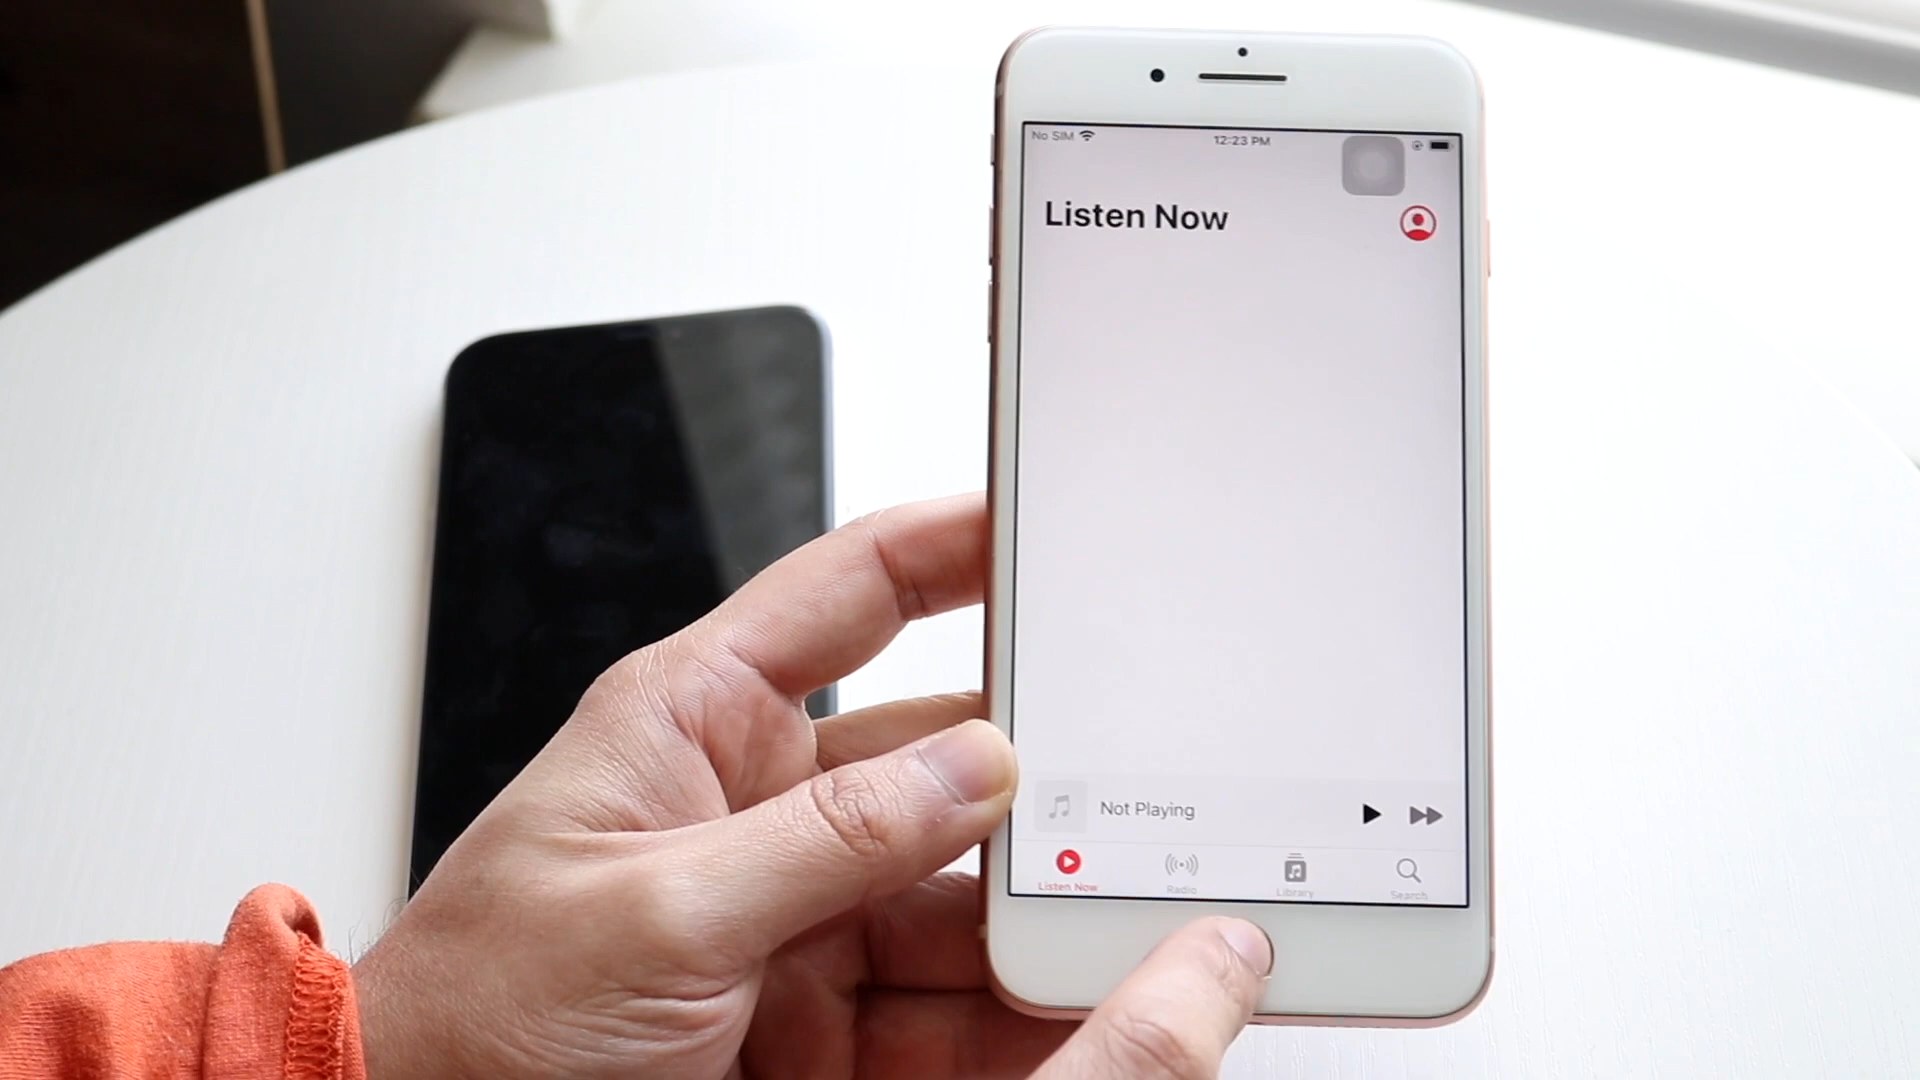 No SIM 12:23 PM
Listen Now
Not Playing
Listen Now Radio Library Search